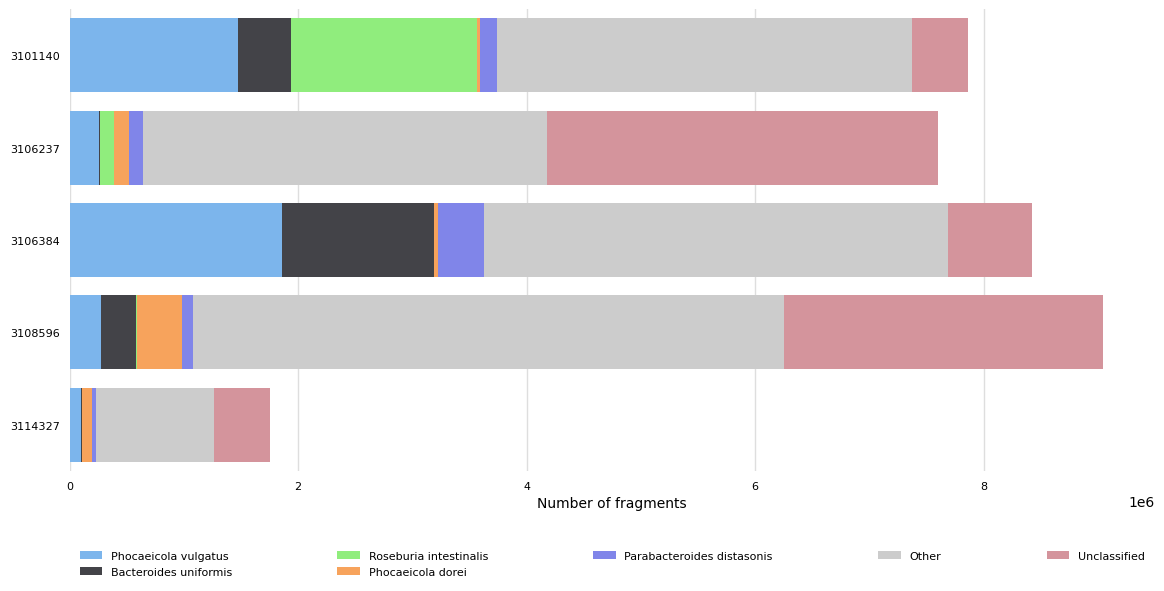 3101140
3106237
3106384
3108596
3114327
0 2 4 6 8
Number of fragments
1e6
Phocaeicola vulgatus Roseburia intestinalis Parabacteroides distasonis Other Unclassified
Bacteroides uniformis Phocaeicola dorei